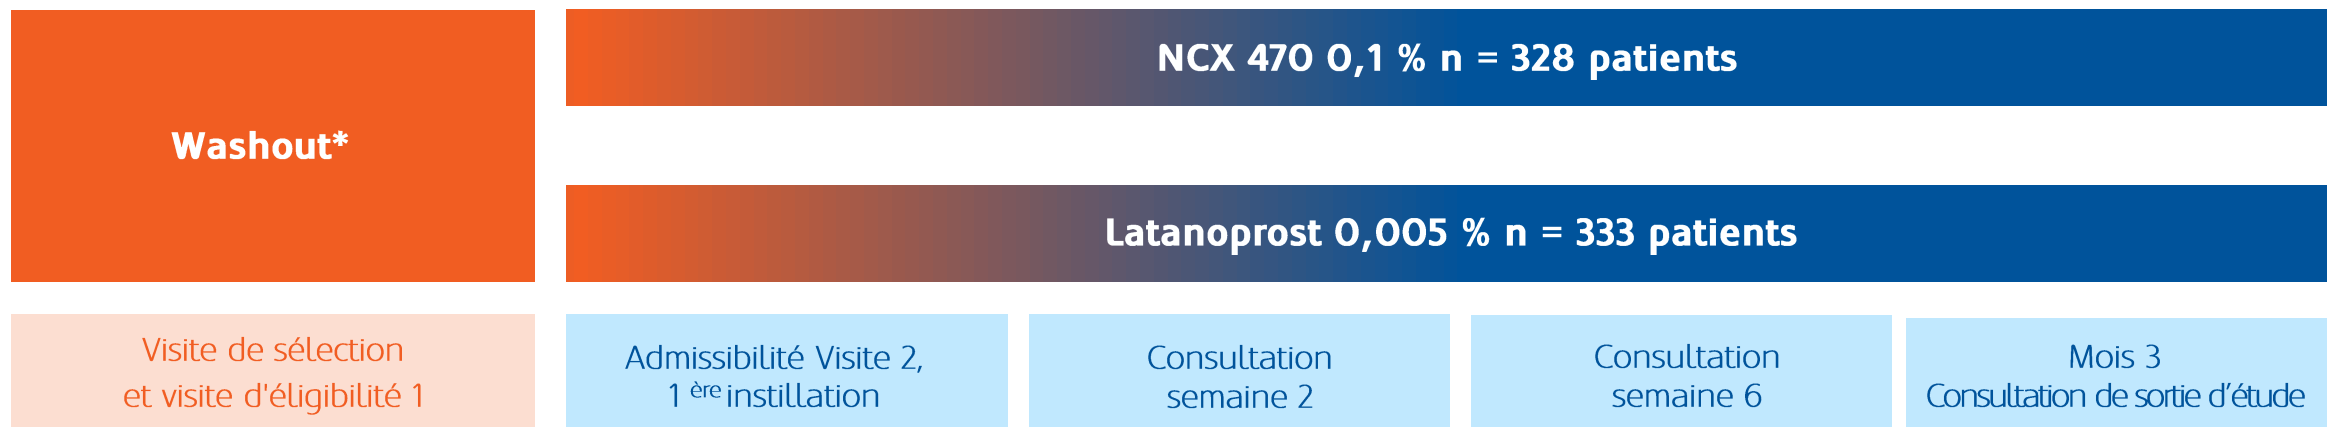 Washout*
NCX 470 0,1 % n = 328 patients
Latanoprost 0,005 % n = 333 patients
Visite de sélection
et visite d'éligibilité 1
Admissibilité Visite 2,
1 ère instillation
Consultation
semaine 2
Consultation
semaine 6
Mois 3
Consultation de sortie d’étude